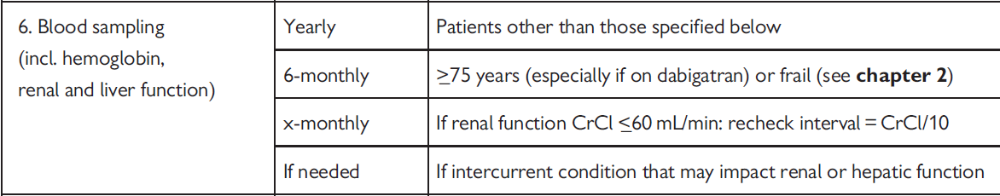 6. Blood sampling
(incl. hemoglobin,
renal and liver function)
Yearly
Patients other than those specified below
6-monthly
≥75 years (especially if on dabigatran) or frail (see chapter 2)
x-monthly
If renal function CrCl ≤60 mL/min: recheck interval = CrCl/10
If needed
If intercurrent condition that may impact renal or hepatic function